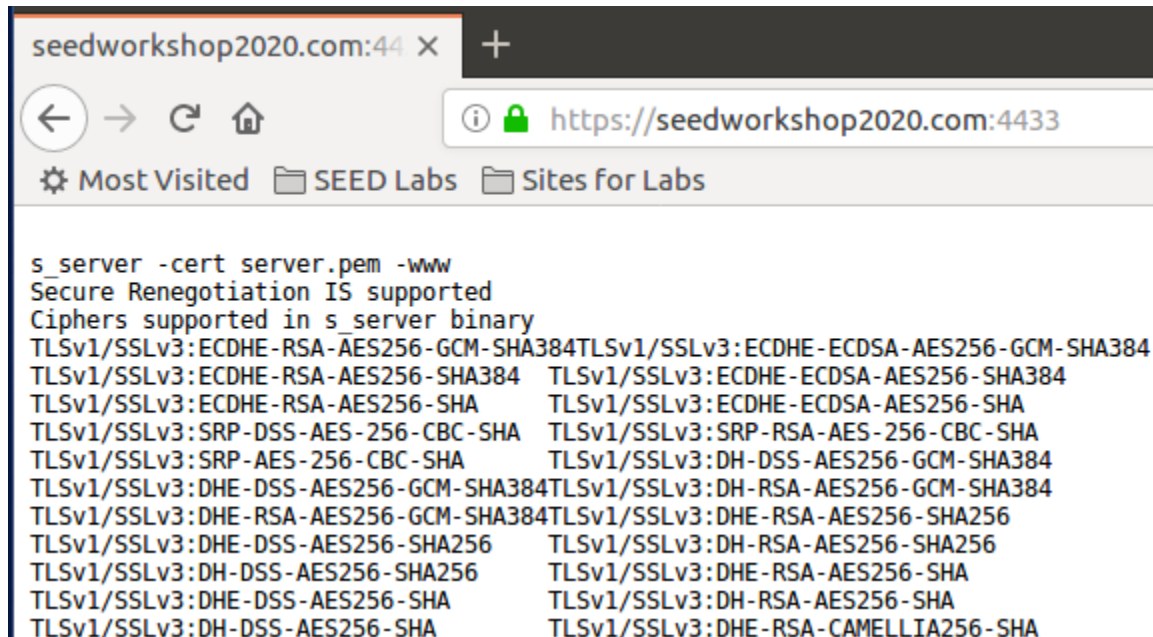 seedworkshop2020.com:44
https://seedworkshop2020.com:4433
Most Visited SEED Labs Sites for Labs
s_server -cert server.pem -www
Secure Renegotiation IS supported
Ciphers supported in s_server binary
TLSv1/SSLv3:ECDHE-RSA-AES256-GCM-SHA384TLSv1/SSLv3:ECDHE-ECDSA-AES256-GCM-SHA384
TLSv1/SSLv3:ECDHE-RSA-AES256-SHA384 TLSv1/SSLv3:ECDHE-ECDSA-AES256-SHA384
TLSv1/SSLv3:ECDHE-RSA-AES256-SHA TLSv1/SSLv3:ECDHE-ECDSA-AES256-SHA
TLSv1/SSLv3:SRP-DSS-AES-256-CBC-SHA TLSv1/SSLv3:SRP-RSA-AES-256-CBC-SHA
TLSv1/SSLv3:SRP-AES-256-CBC-SHA TLSv1/SSLv3:DH-DSS-AES256-GCM-SHA384
TLSv1/SSLv3:DHE-DSS-AES256-GCM-SHA384TLSv1/SSLv3:DH-RSA-AES256-GCM-SHA384
TLSv1/SSLv3:DHE-RSA-AES256-GCM-SHA384TLSv1/SSLv3:DHE-RSA-AES256-SHA256
TLSv1/SSLv3:DHE-DSS-AES256-SHA256 TLSv1/SSLv3:DH-RSA-AES256-SHA256
TLSv1/SSLv3:DH-DSS-AES256-SHA256 TLSv1/SSLv3:DHE-RSA-AES256-SHA
TLSv1/SSLv3:DHE-DSS-AES256-SHA TLSv1/SSLv3:DH-RSA-AES256-SHA
TLSv1/SSLv3:DH-DSS-AES256-SHA TLSv1/SSLv3:DHE-RSA-CAMELLIA256-SHA